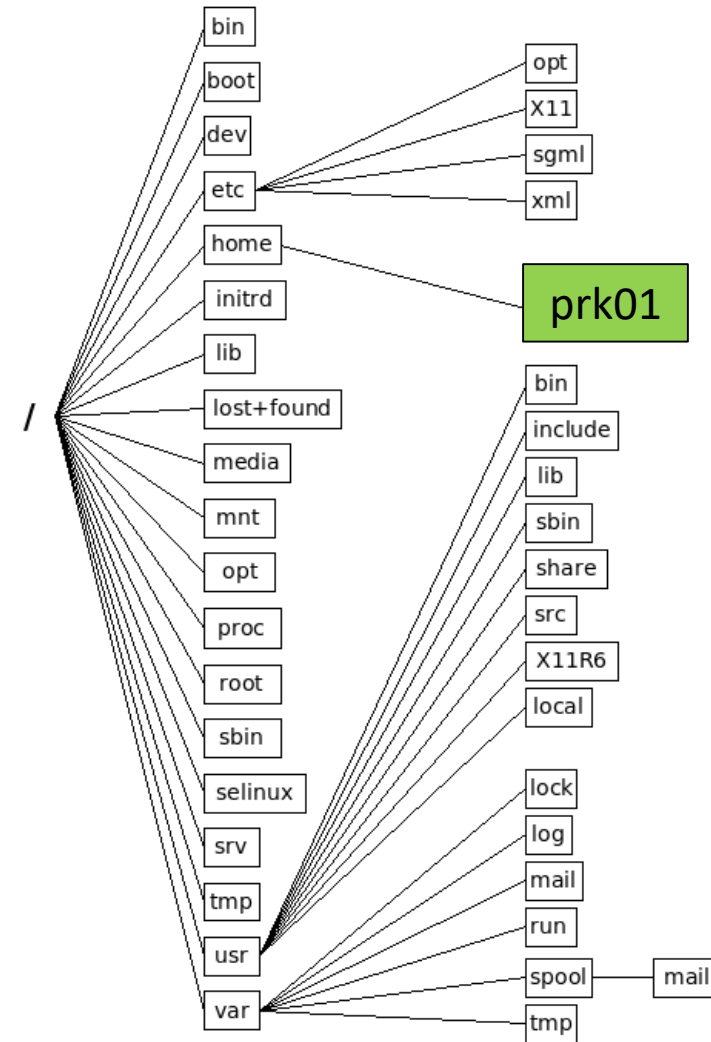 /
bin
boot
dev
etc
home
initrd
lib
lost+found
media
mnt
opt
proc
root
sbin
selinux
srv
tmp
usr
var
opt
X11
sgml
xml
prk01
bin
include
lib
sbin
share
src
X11R6
local
lock
log
mail
run
spool
mail
tmp